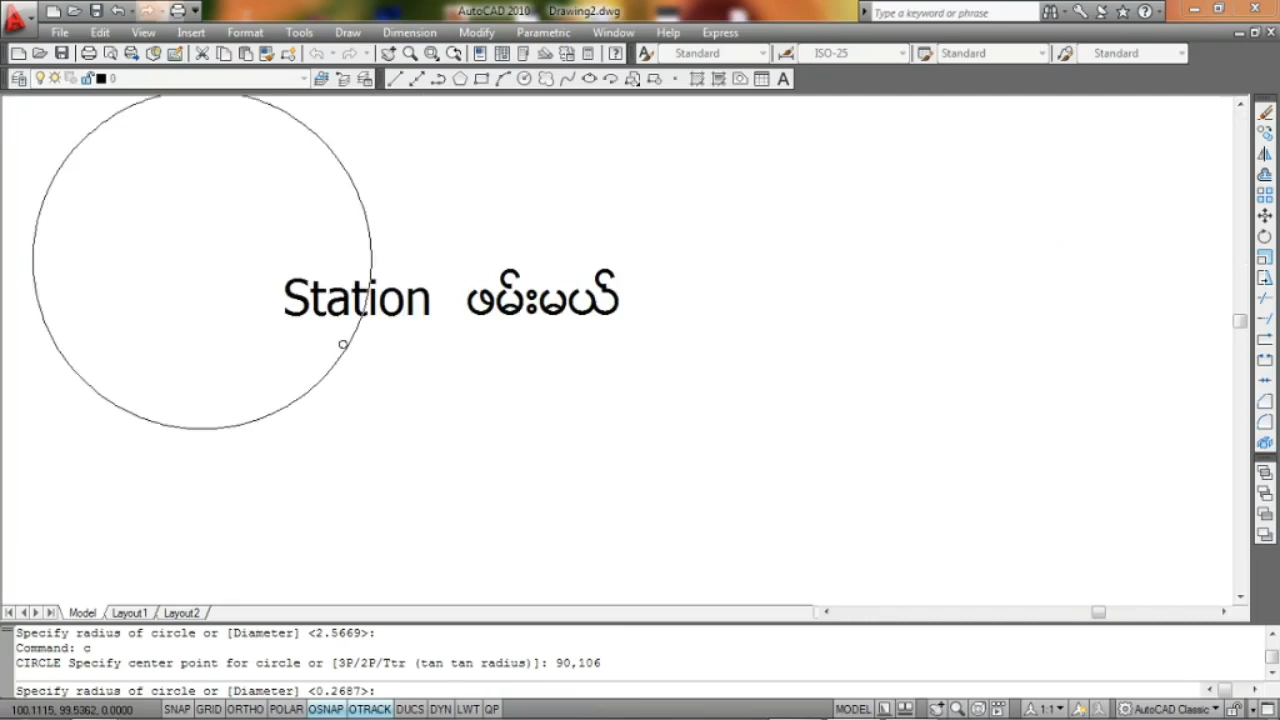 AutoCAD 2010 Drawing2.dwg
Type a keyword or phrase
File Edit View Insert Format Tools Draw Dimension Modify Parametric Window Help Express
Standard ISO-25 Standard Standard
0
Station ဖမ်းမယ်
Model Layout1 Layout2
Specify radius of circle or [Diameter] <2.5669>:
Command: c
CIRCLE Specify center point for circle or [3P/2P/Ttr (tan tan radius)]: 90,106
Specify radius of circle or [Diameter] <0.2687>:
100.1115, 99.5362, 0.0000 SNAP GRID ORTHO POLAR OSNAP OTRACK DUCS DYN LWT QP MODEL 1:1 AutoCAD Classic